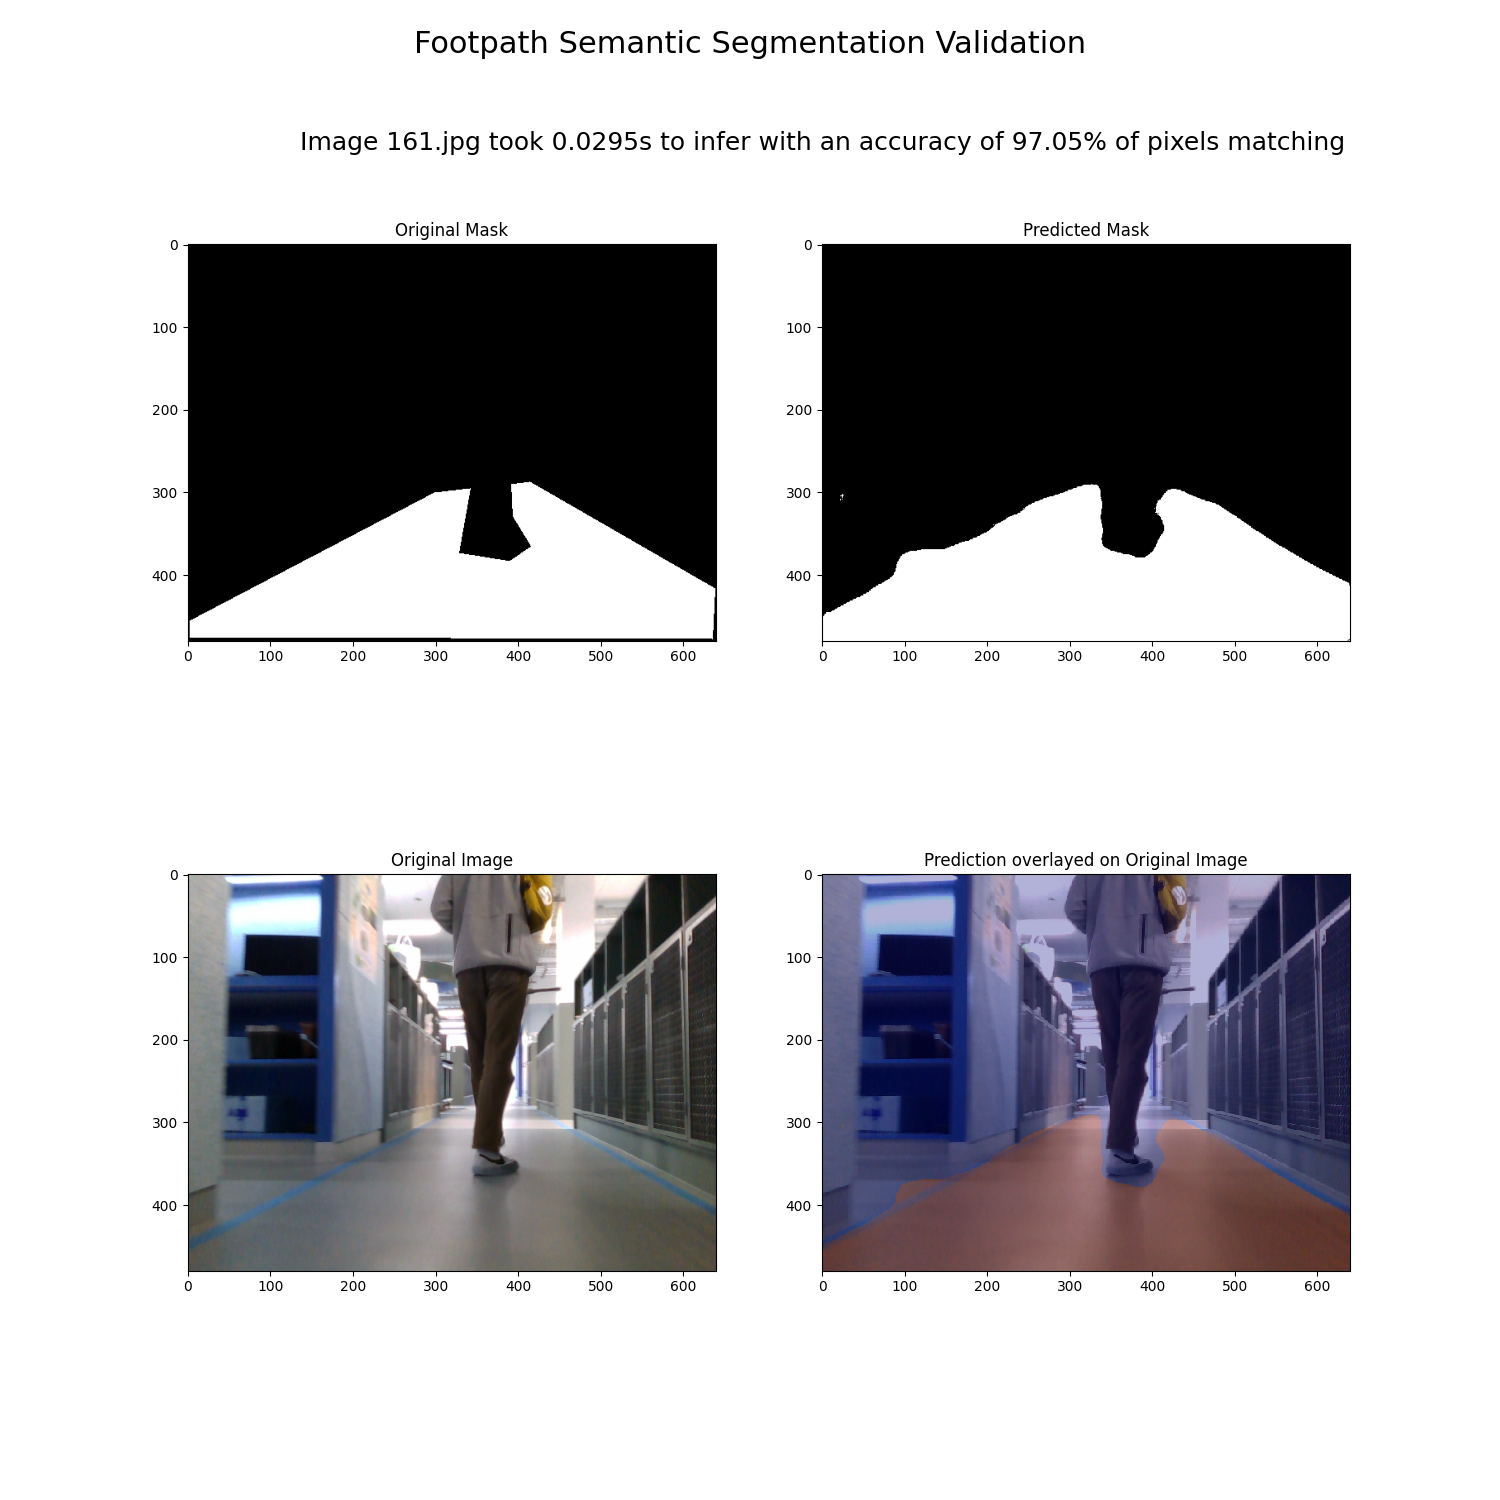 Footpath Semantic Segmentation Validation
Image 161.jpg took 0.0295s to infer with an accuracy of 97.05% of pixels matching
Original Mask
0
100
200
300
400
0 100 200 300 400 500 600
Predicted Mask
0
100
200
300
400
0 100 200 300 400 500 600
Original Image
0
100
200
300
400
0 100 200 300 400 500 600
Prediction overlayed on Original Image
0
100
200
300
400
0 100 200 300 400 500 600